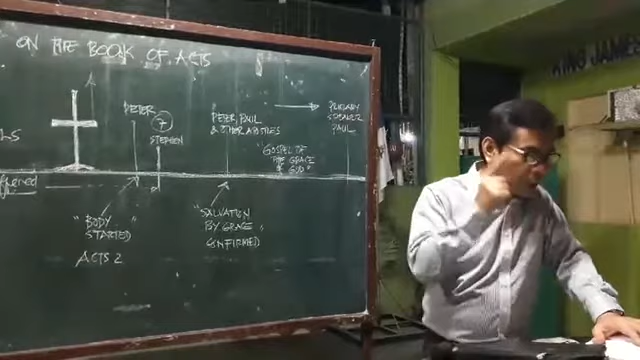 ON THE BOOK OF ACTS
PETER
STEPHEN
PETER, PAUL
& OTHER APOSTLES
PRIMARY
SPEAKER
PAUL
"GOSPEL OF
THE GRACE
OF GOD"
"BODY
STARTED"
ACTS 2
"SALVATION
BY GRACE"
CONFIRMED
KING JAMES